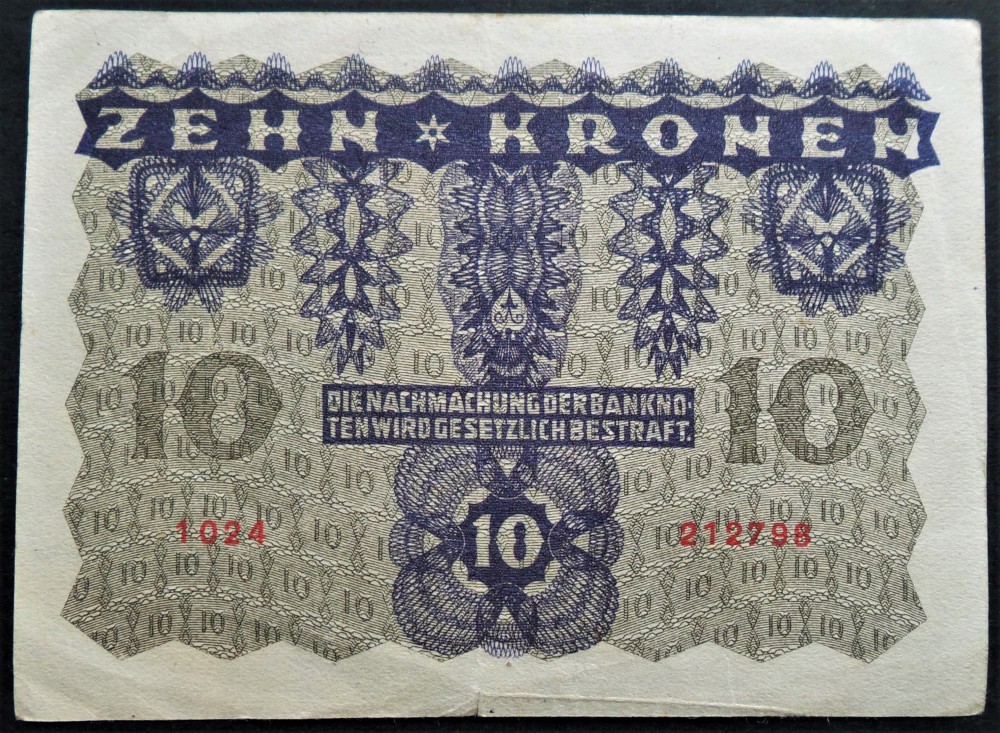 ZEHN ✶ KRONEN
10 10
DIE NACHMACHUNG DER BANKNO-
TEN WIRD GESETZLICH BESTRAFT.
1024 10 212798